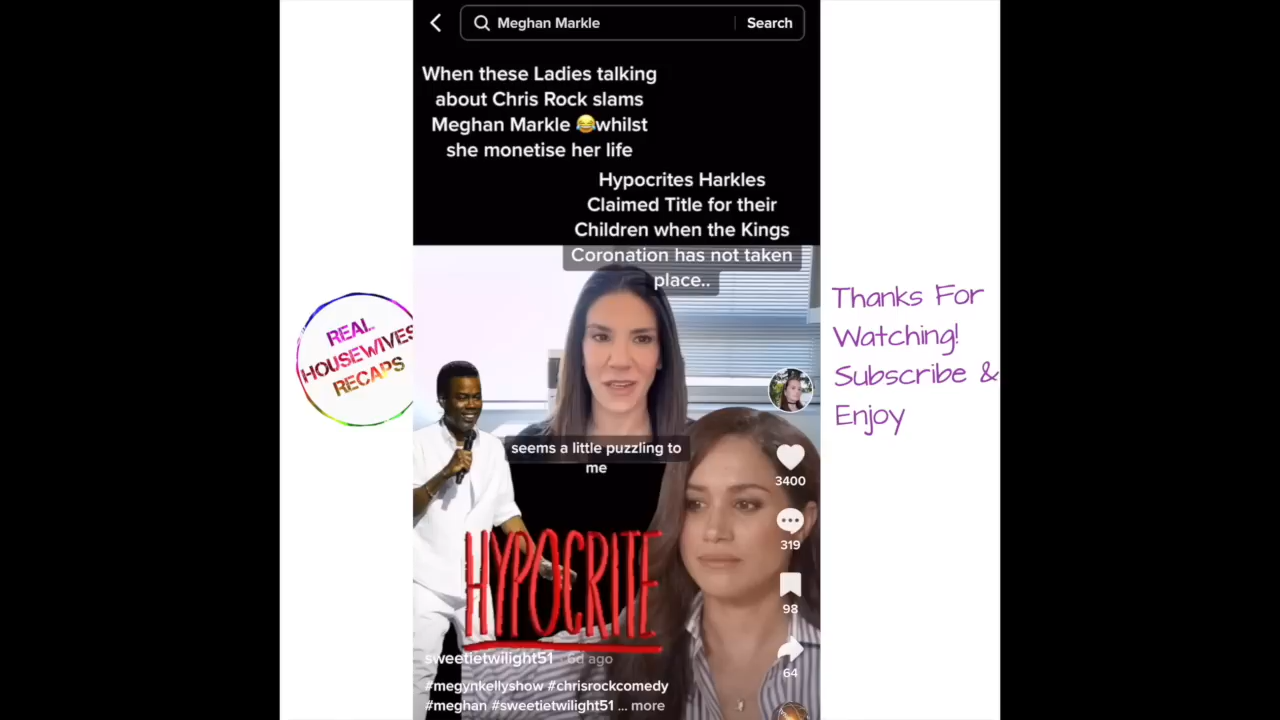 Meghan Markle
Search
When these Ladies talking
about Chris Rock slams
Meghan Markle 😂whilst
she monetise her life
Hypocrites Harkles
Claimed Title for their
Children when the Kings
Coronation has not taken
place..
REAL
HOUSEWIVES
RECAPS
Thanks For
Watching!
Subscribe &
Enjoy
seems a little puzzling to
me
3400
319
HYPOCRITE
98
sweetietwilight51 · 6d ago
64
#megynkellyshow #chrisrockcomedy
#meghan #sweetietwilight51 ... more